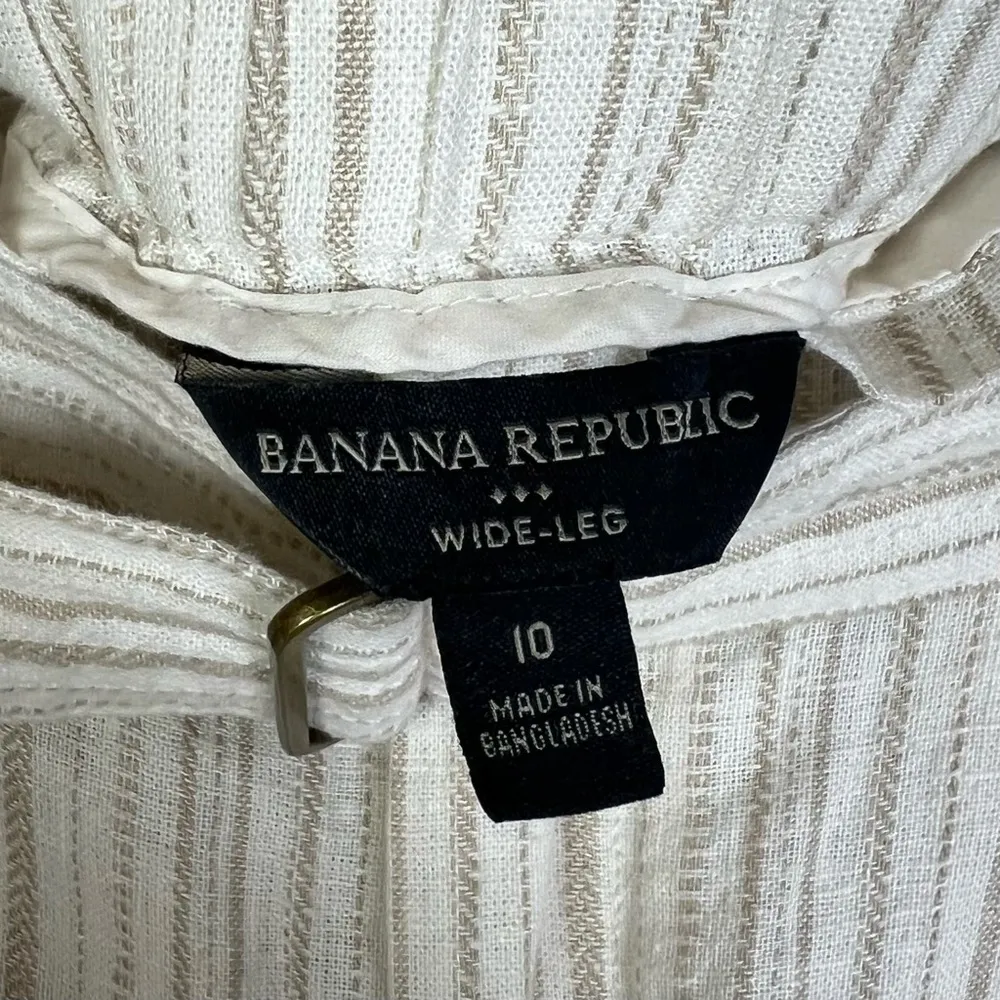 BANANA REPUBLIC
WIDE-LEG
10
MADE IN
BANGLADESH